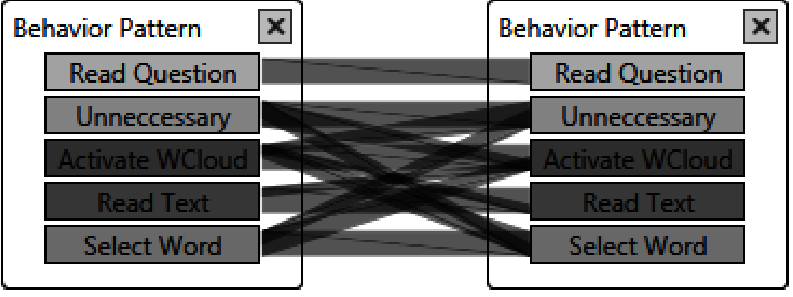 Behavior Pattern
Read Question
Unneccessary
Activate WCloud
Read Text
Select Word
Behavior Pattern
Read Question
Unneccessary
Activate WCloud
Read Text
Select Word